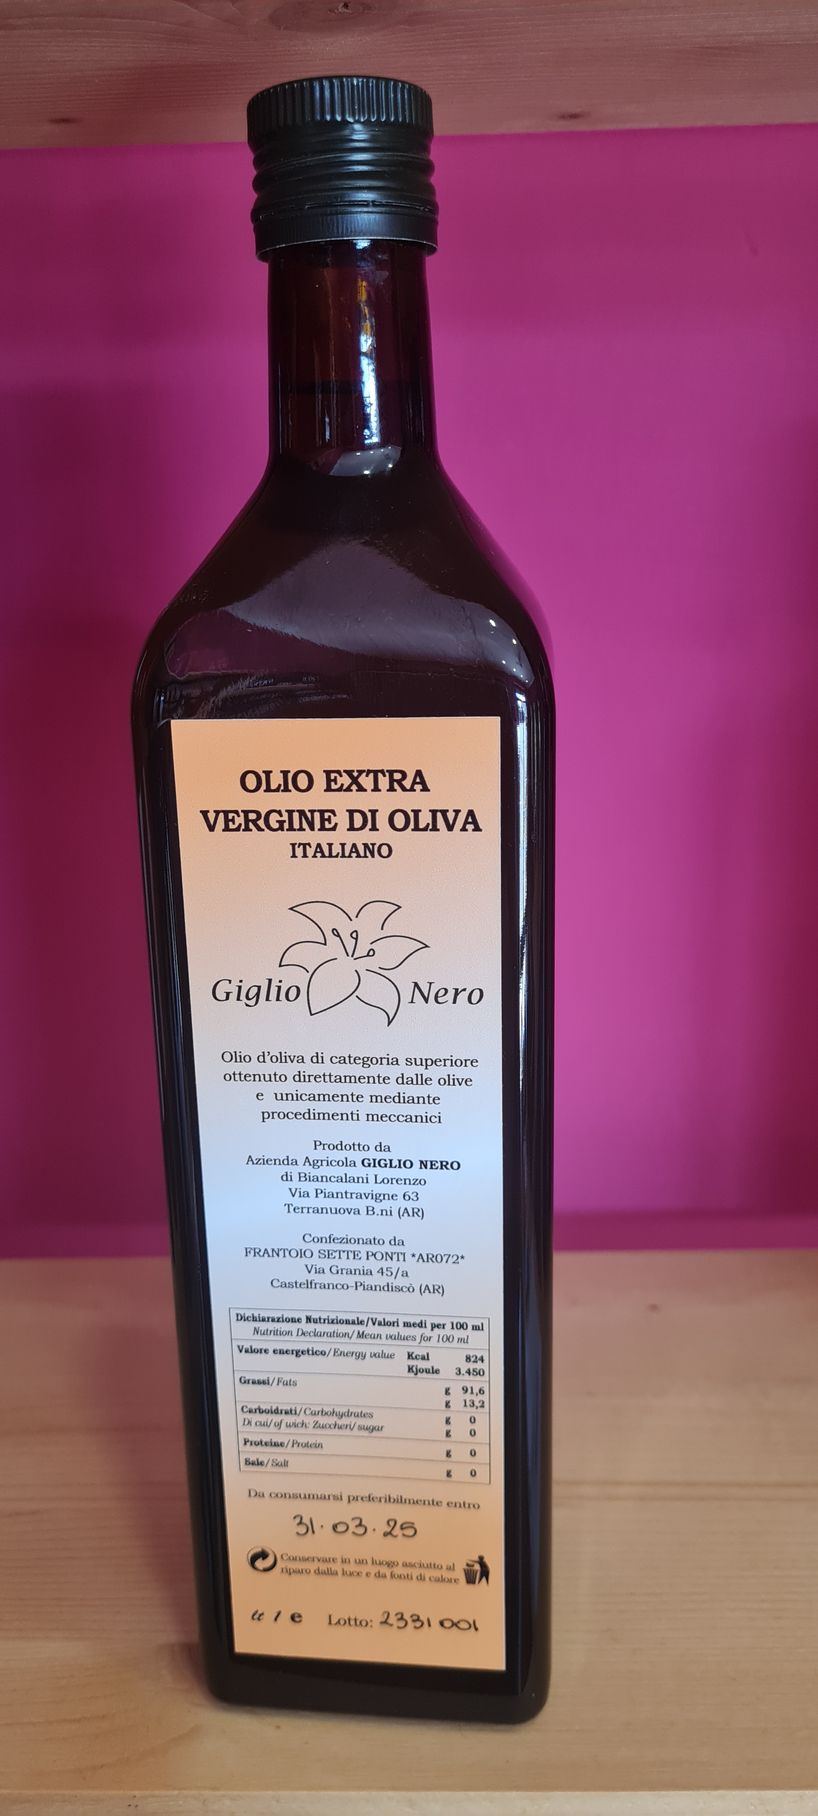 OLIO EXTRA
VERGINE DI OLIVA
ITALIANO
Giglio Nero
Olio d'oliva di categoria superiore
ottenuto direttamente dalle olive
e unicamente mediante
procedimenti meccanici
Prodotto da
Azienda Agricola GIGLIO NERO
di Biancalani Lorenzo
Via Piantravigne 63
Terranuova B.ni (AR)
Confezionato da
FRANTOIO SETTE PONTI *AR072*
Via Grania 45/a
Castelfranco-Piandiscò (AR)
Dichiarazione Nutrizionale/Valori medi per 100 ml
Nutrition Declaration/Mean values for 100 ml
Valore energetico/Energy value Kcal 824
Kjoule 3.450
Grassi/Fats g 91,6
g 13,2
Carboidrati/Carbohydrates g 0
Di cui/of wich: Zuccheri/sugar g 0
Proteine/Protein g 0
Sale/Salt g 0
Da consumarsi preferibilmente entro
31.03.25
Conservare in un luogo asciutto al
riparo dalla luce e da fonti di calore
lt 1 e Lotto: 2331001